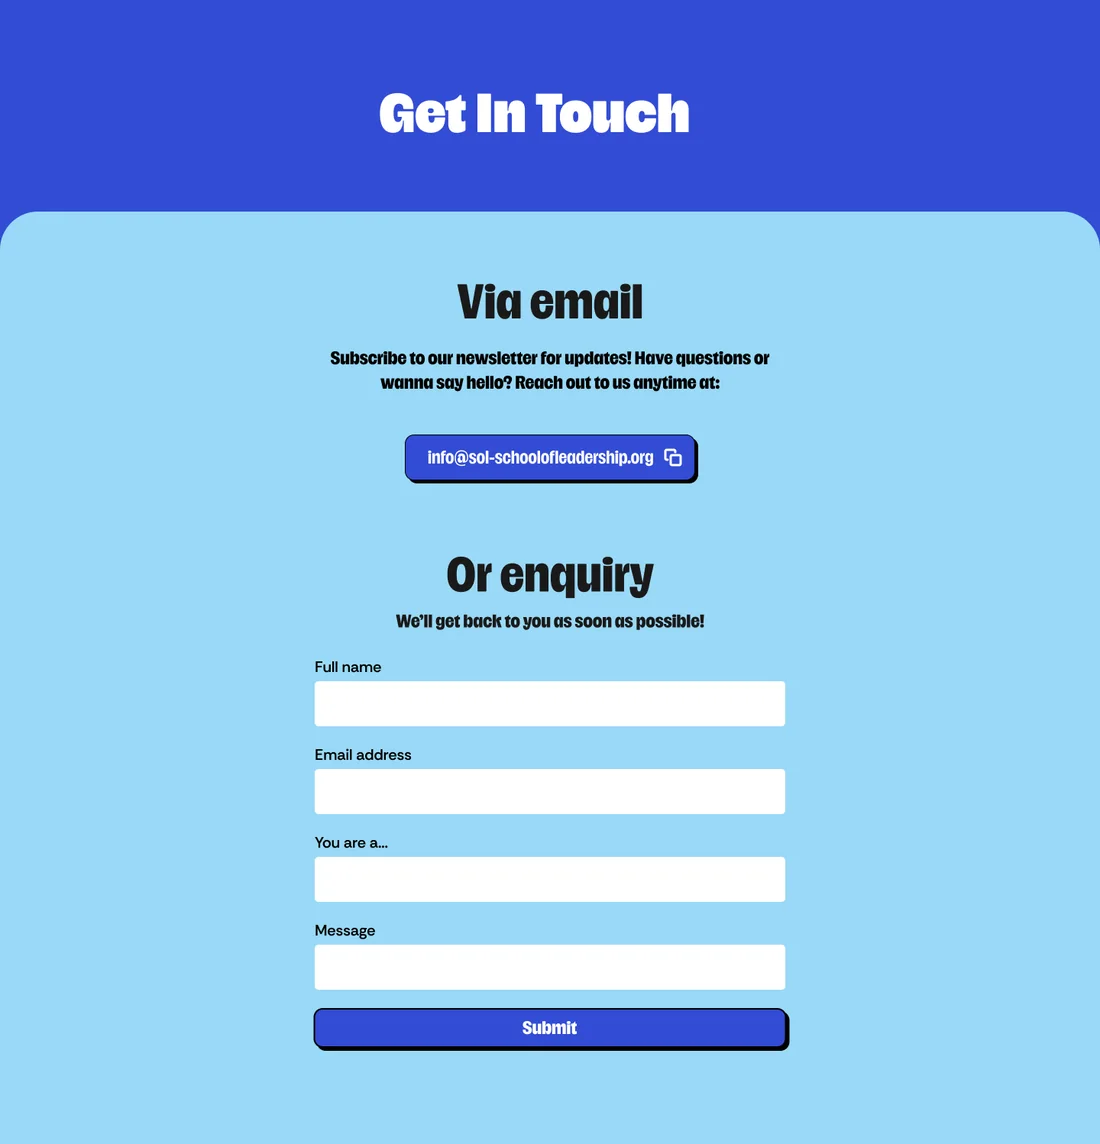 Get In Touch
Via email
Subscribe to our newsletter for updates! Have questions or
wanna say hello? Reach out to us anytime at:
info@sol-schoolofleadership.org
Or enquiry
We'll get back to you as soon as possible!
Full name
Email address
You are a...
Message
Submit